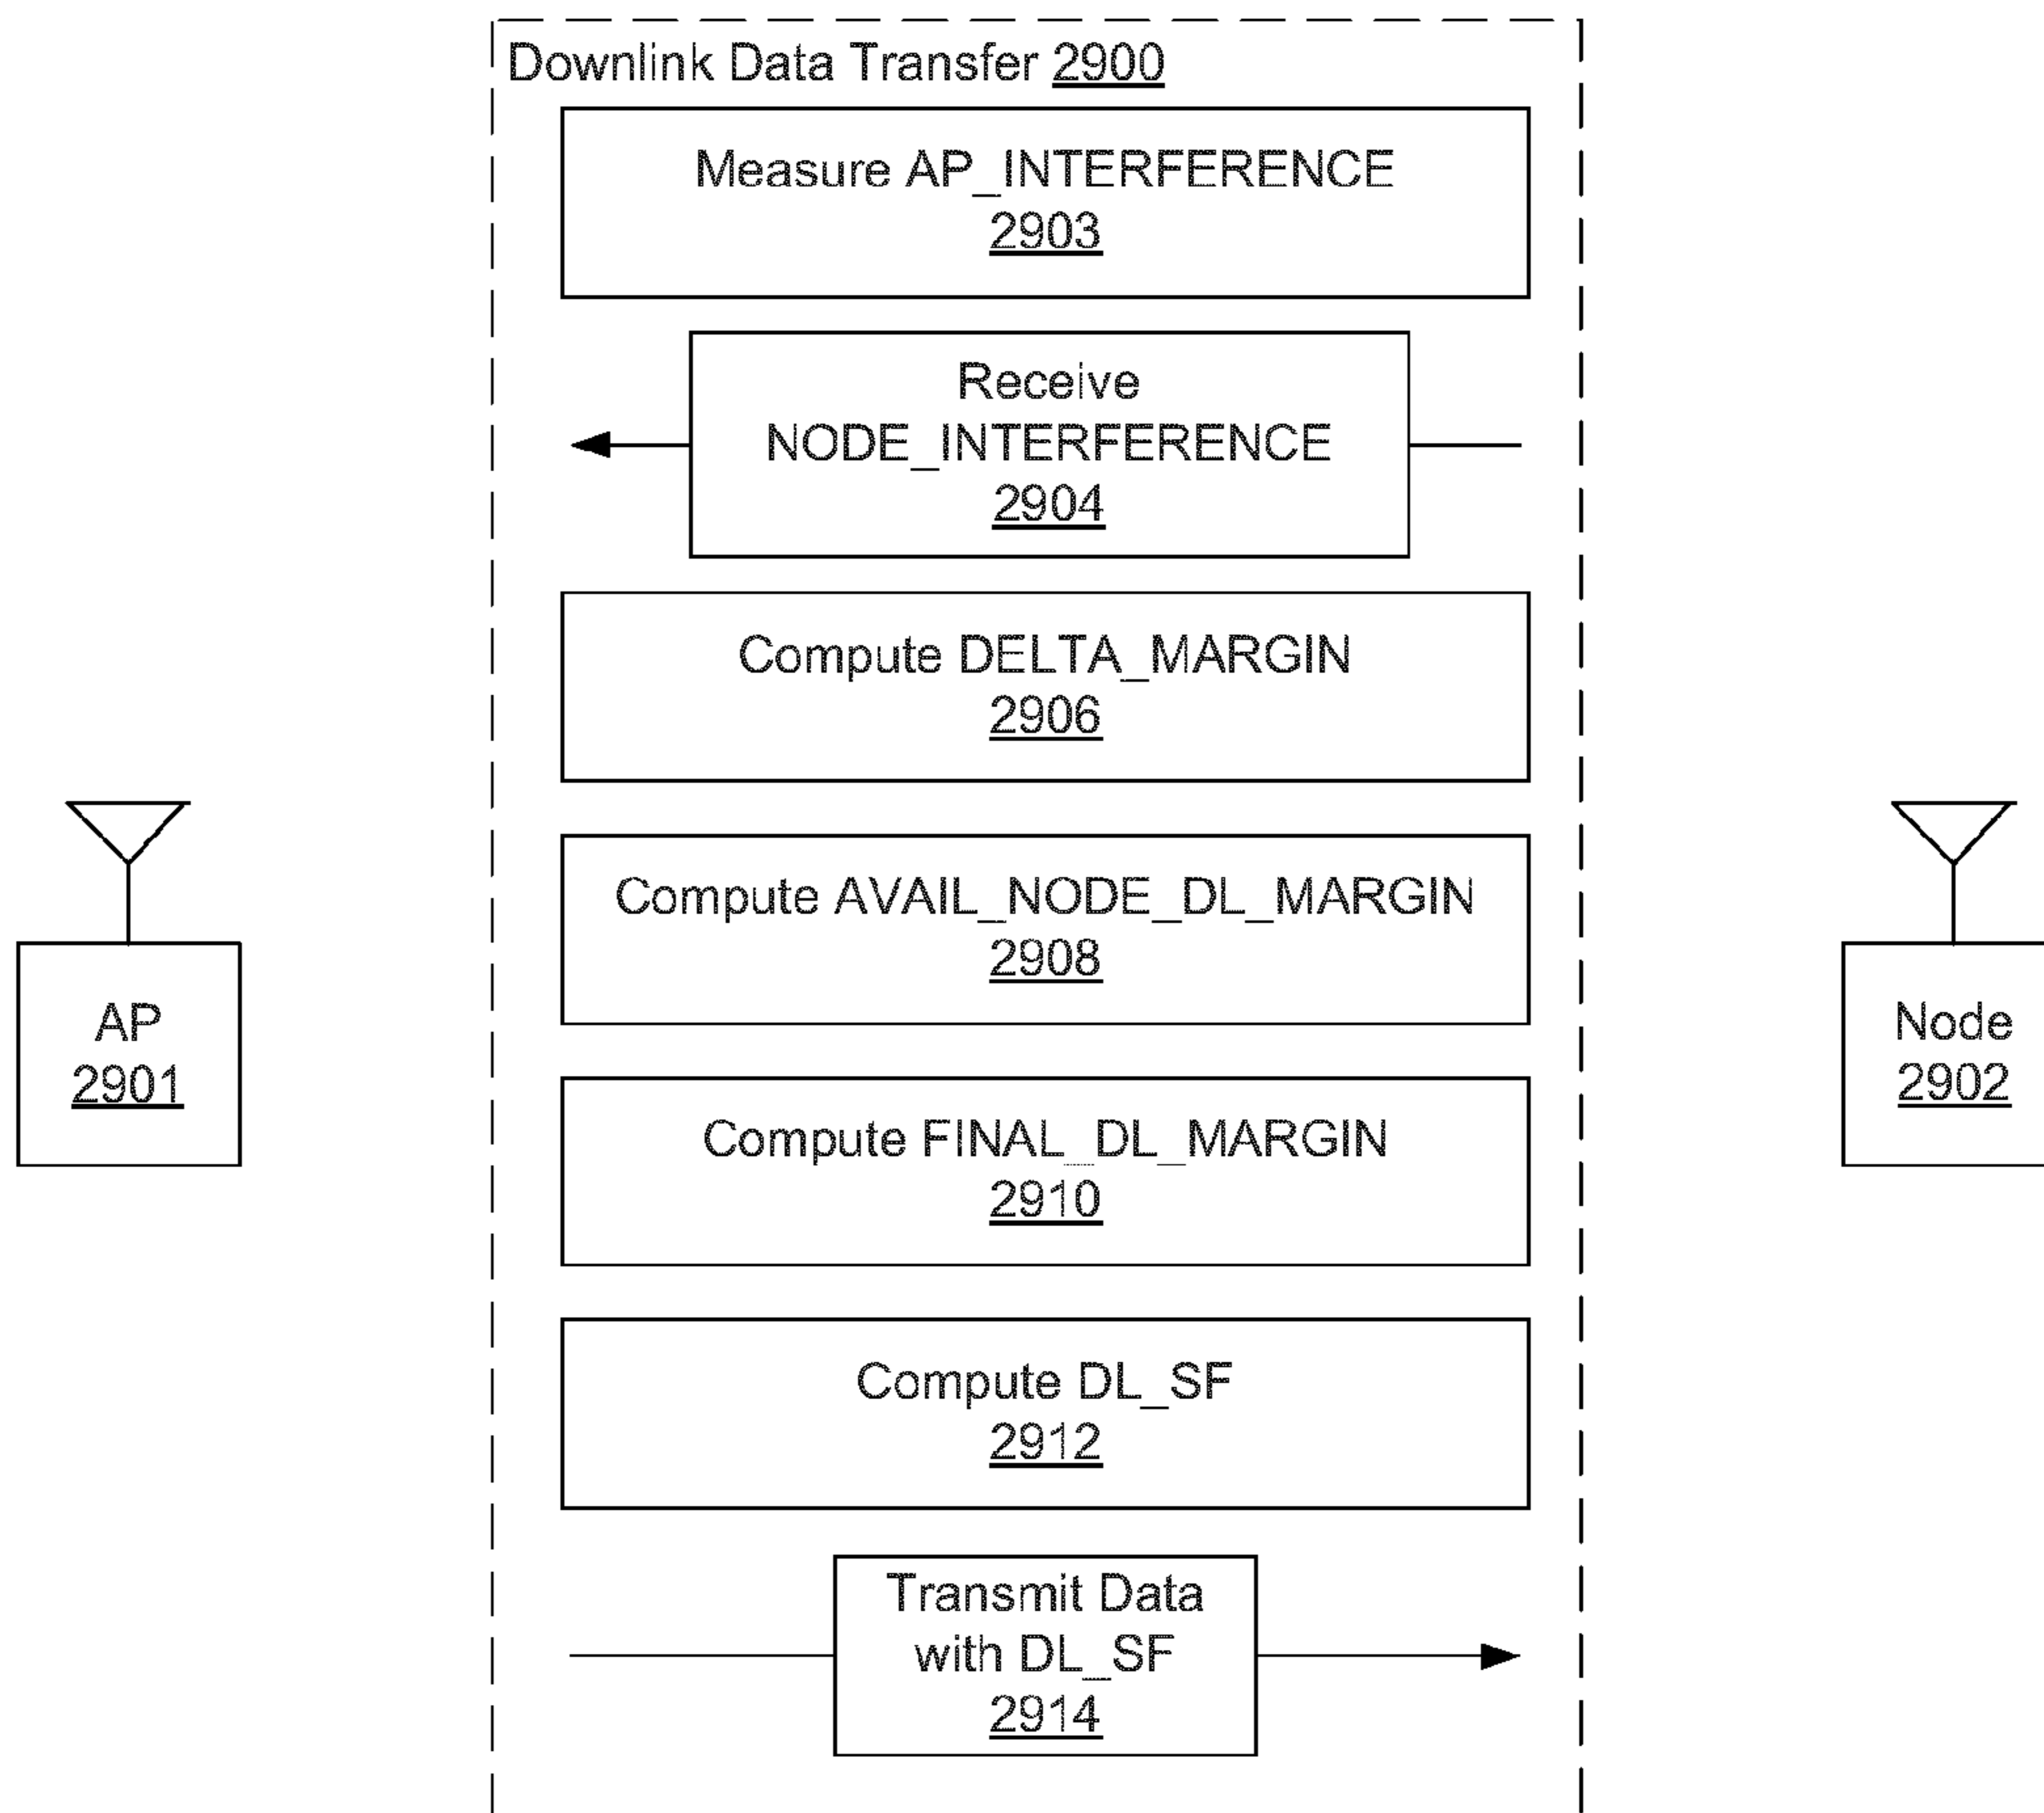 Downlink Data Transfer 2900
Measure AP_INTERFERENCE
2903
Receive
NODE_INTERFERENCE
2904
Compute DELTA_MARGIN
2906
Compute AVAIL_NODE_DL_MARGIN
2908
AP
2901
Node
2902
Compute FINAL_DL_MARGIN
2910
Compute DL_SF
2912
Transmit Data
with DL_SF
2914